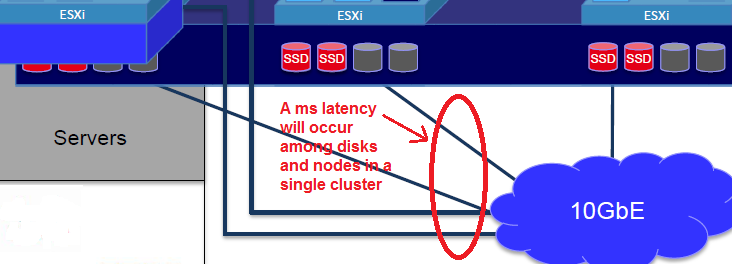 ESXi
ESXi
ESXi
SSD SSD
SSD SSD
A ms latency
will occur
among disks
and nodes in a
single cluster
Servers
10GbE